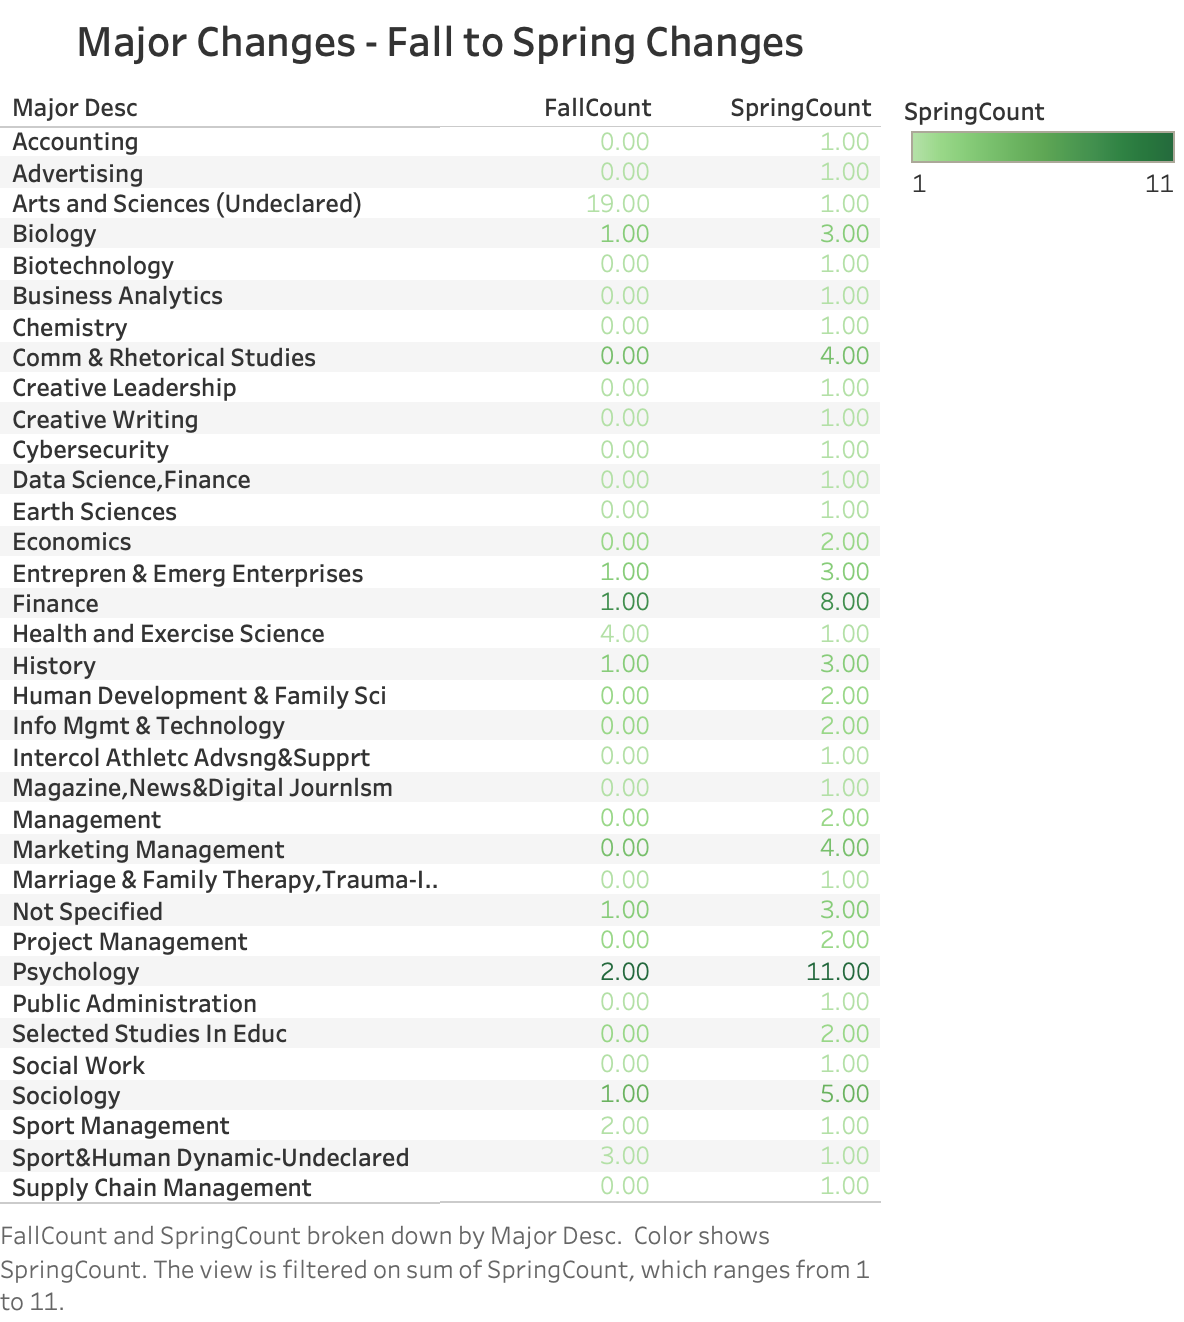 Major Changes - Fall to Spring Changes
Major Desc FallCount SpringCount
Accounting 0.00 1.00
Advertising 0.00 1.00
Arts and Sciences (Undeclared) 19.00 1.00
Biology 1.00 3.00
Biotechnology 0.00 1.00
Business Analytics 0.00 1.00
Chemistry 0.00 1.00
Comm & Rhetorical Studies 0.00 4.00
Creative Leadership 0.00 1.00
Creative Writing 0.00 1.00
Cybersecurity 0.00 1.00
Data Science,Finance 0.00 1.00
Earth Sciences 0.00 1.00
Economics 0.00 2.00
Entrepren & Emerg Enterprises 1.00 3.00
Finance 1.00 8.00
Health and Exercise Science 4.00 1.00
History 1.00 3.00
Human Development & Family Sci 0.00 2.00
Info Mgmt & Technology 0.00 2.00
Intercol Athletc Advsng&Supprt 0.00 1.00
Magazine,News&Digital Journlsm 0.00 1.00
Management 0.00 2.00
Marketing Management 0.00 4.00
Marriage & Family Therapy,Trauma-I.. 0.00 1.00
Not Specified 1.00 3.00
Project Management 0.00 2.00
Psychology 2.00 11.00
Public Administration 0.00 1.00
Selected Studies In Educ 0.00 2.00
Social Work 0.00 1.00
Sociology 1.00 5.00
Sport Management 2.00 1.00
Sport&Human Dynamic-Undeclared 3.00 1.00
Supply Chain Management 0.00 1.00
SpringCount
1 11
FallCount and SpringCount broken down by Major Desc. Color shows
SpringCount. The view is filtered on sum of SpringCount, which ranges from 1
to 11.